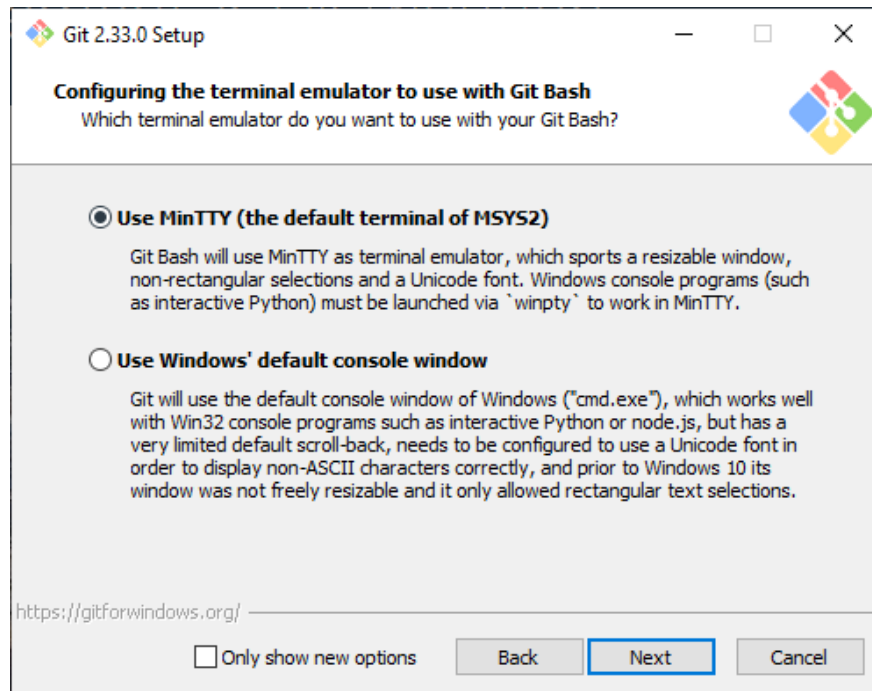 Git 2.33.0 Setup
Configuring the terminal emulator to use with Git Bash
Which terminal emulator do you want to use with your Git Bash?
Use MinTTY (the default terminal of MSYS2)
Git Bash will use MinTTY as terminal emulator, which sports a resizable window,
non-rectangular selections and a Unicode font. Windows console programs (such
as interactive Python) must be launched via `winpty` to work in MinTTY.
Use Windows' default console window
Git will use the default console window of Windows ("cmd.exe"), which works well
with Win32 console programs such as interactive Python or node.js, but has a
very limited default scroll-back, needs to be configured to use a Unicode font in
order to display non-ASCII characters correctly, and prior to Windows 10 its
window was not freely resizable and it only allowed rectangular text selections.
https://gitforwindows.org/
Only show new options Back Next Cancel